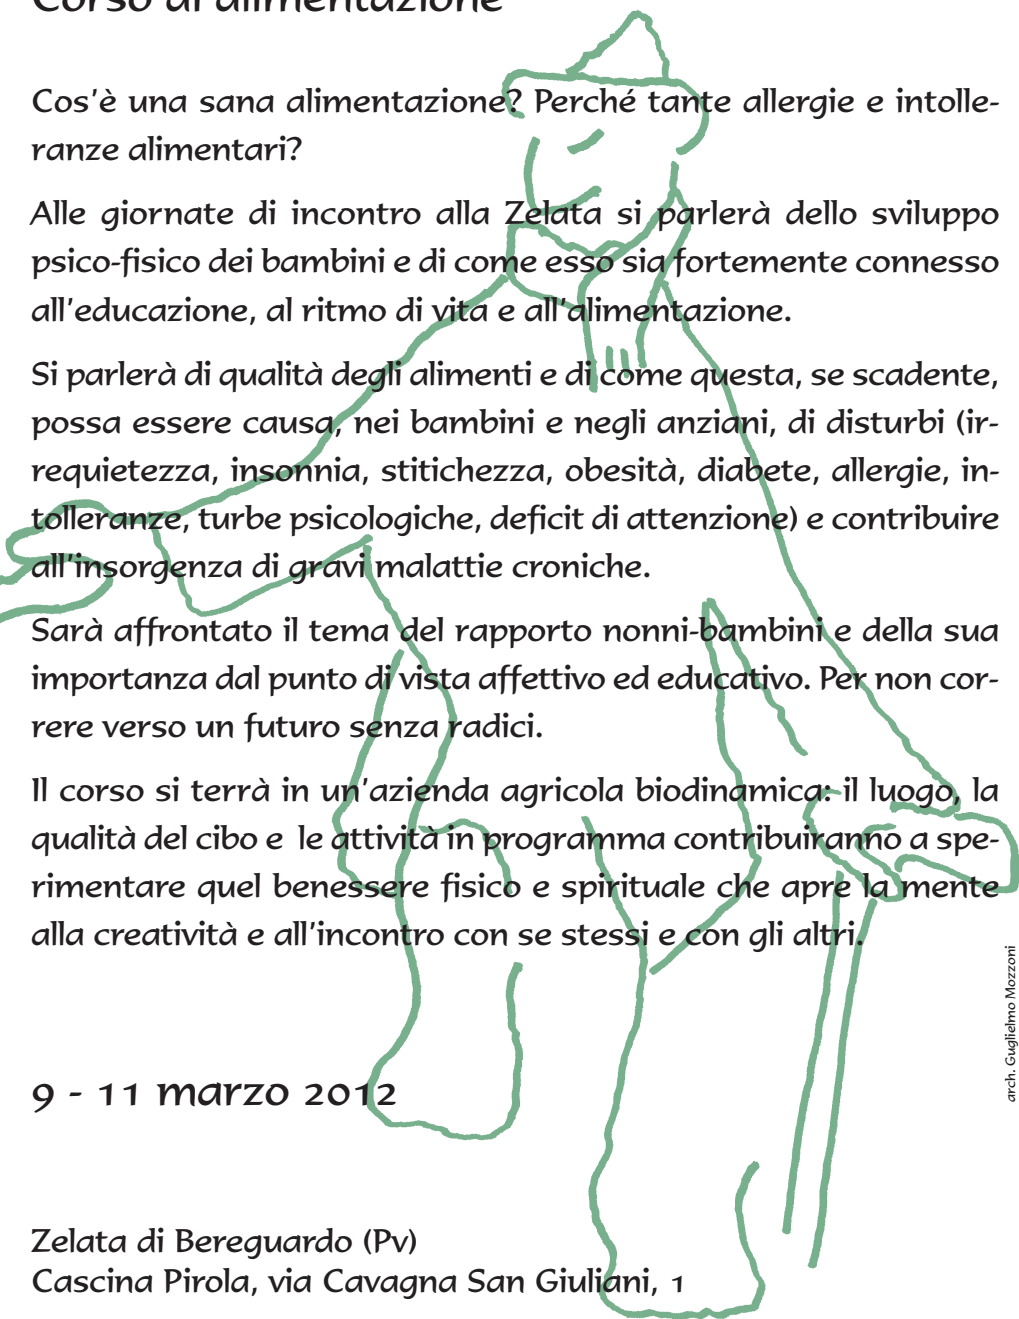 Corso di alimentazione
Cos'è una sana alimentazione? Perché tante allergie e intolle-
ranze alimentari?
Alle giornate di incontro alla Zelata si parlerà dello sviluppo
psico-fisico dei bambini e di come esso sia fortemente connesso
all'educazione, al ritmo di vita e all'alimentazione.
Si parlerà di qualità degli alimenti e di come questa, se scadente,
possa essere causa, nei bambini e negli anziani, di disturbi (ir-
requietezza, insonnia, stitichezza, obesità, diabete, allergie, in-
tolleranze, turbe psicologiche, deficit di attenzione) e contribuire
all'insorgenza di gravi malattie croniche.
Sarà affrontato il tema del rapporto nonni-bambini e della sua
importanza dal punto di vista affettivo ed educativo. Per non cor-
rere verso un futuro senza radici.
Il corso si terrà in un'azienda agricola biodinamica: il luogo, la
qualità del cibo e le attività in programma contribuiranno a spe-
rimentare quel benessere fisico e spirituale che apre la mente
alla creatività e all'incontro con se stessi e con gli altri.
arch. Guglielmo Mozzoni
9 - 11 marzo 2012
Zelata di Bereguardo (Pv)
Cascina Pirola, via Cavagna San Giuliani, 1